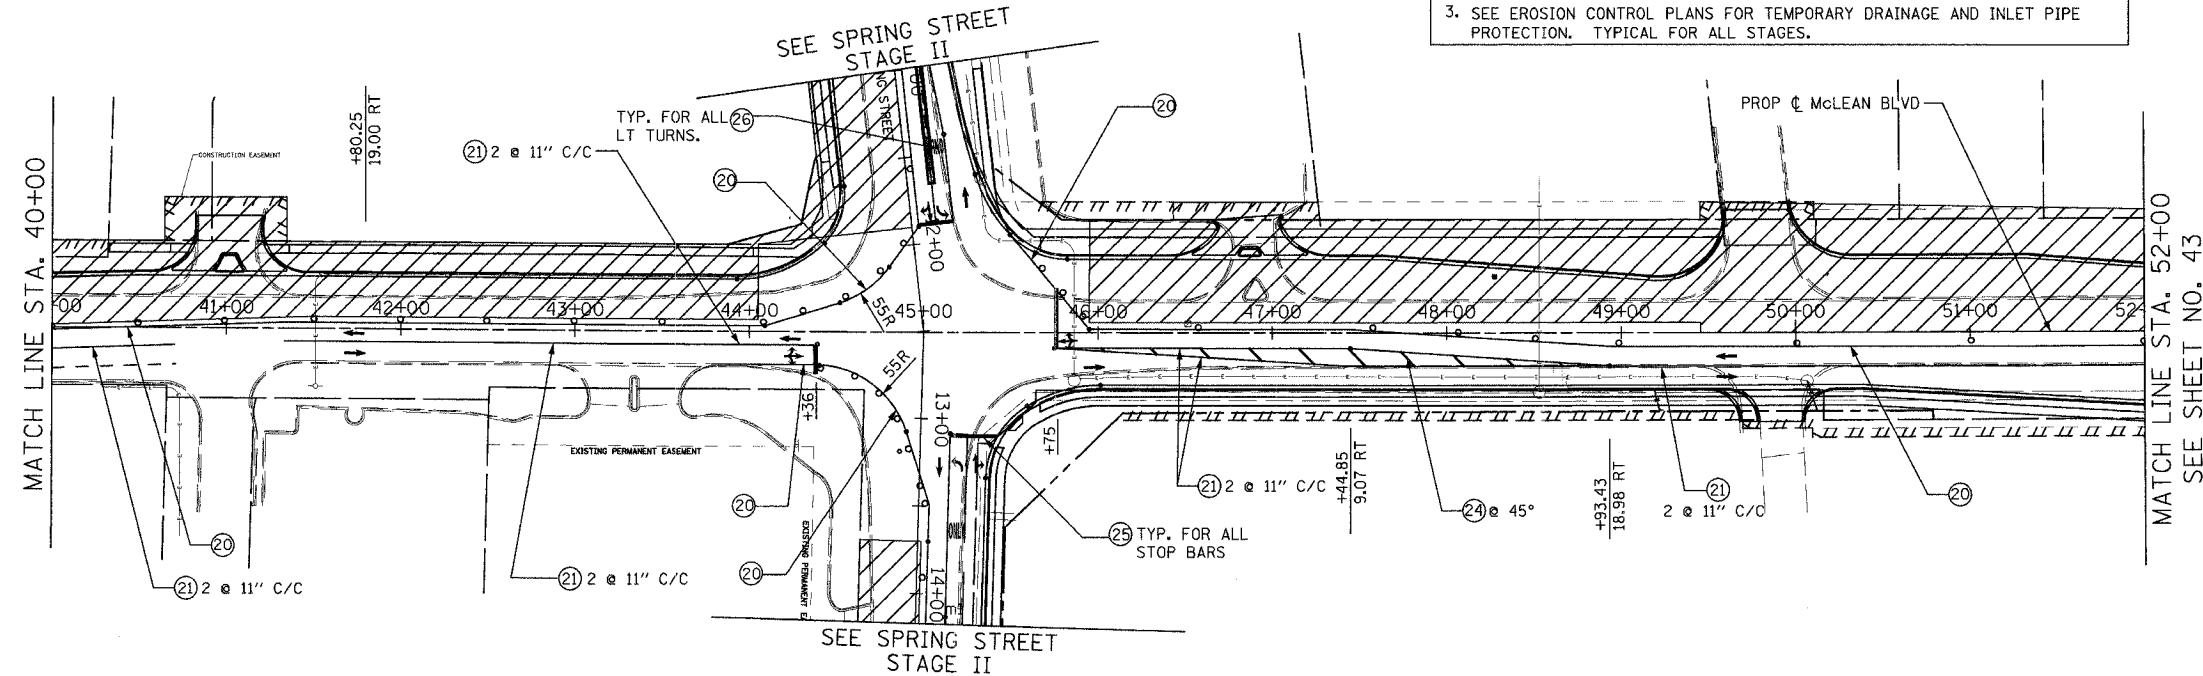 3. SEE EROSION CONTROL PLANS FOR TEMPORARY DRAINAGE AND INLET PIPE
PROTECTION. TYPICAL FOR ALL STAGES.
SEE SPRING STREET
STAGE II
MATCH LINE STA. 40+00
CONSTRUCTION EASEMENT
+80.25
19.00 RT
21 2 @ 11" C/C
TYP. FOR ALL 26
LT TURNS.
20
20
PROP ℄ McLEAN BLVD
MATCH LINE STA. 52+00
SEE SHEET NO. 43
NG STREET
12+00
+00
41+00
42+00
43+00
44+00
45+00
46+00
47+00
48+00
49+00
50+00
51+00
52+
55R
55R
+36
13+00
+75
EXISTING PERMANENT EASEMENT
20
21 2 @ 11" C/C
20
21 2 @ 11" C/C
20
EXISTING PERMANENT E
ONLY
14+00
25 TYP. FOR ALL
STOP BARS
21 2 @ 11" C/C
+44.85
9.07 RT
24 @ 45°
+93.43
18.98 RT
21
2 @ 11" C/C
20
SEE SPRING STREET
STAGE II